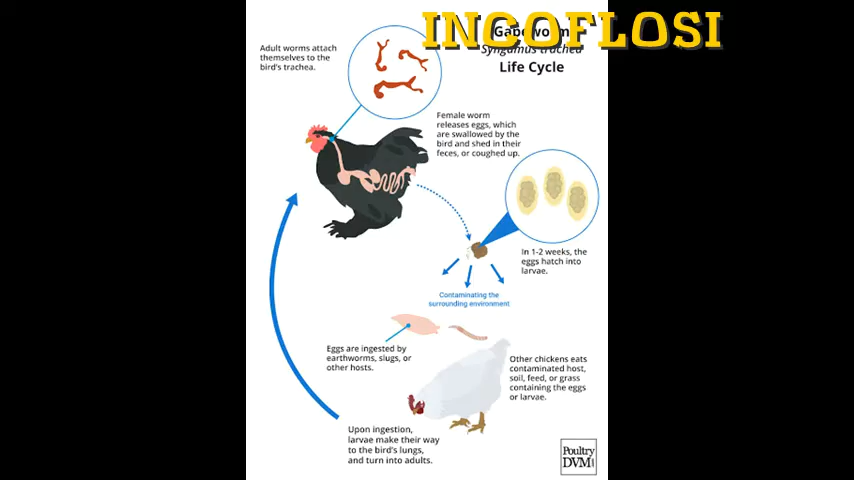 INCOFLOSI
Life Cycle
Adult worms attach
themselves to the
bird's trachea.
Female worm
releases eggs, which
are swallowed by the
bird and shed in their
feces, or coughed up.
In 1-2 weeks, the
eggs hatch into
larvae.
Contaminating the
surrounding environment
Eggs are ingested by
earthworms, slugs, or
other hosts.
Other chickens eats
contaminated host,
soil, feed, or grass
containing the eggs
or larvae.
Upon ingestion,
larvae make their way
to the bird's lungs,
and turn into adults.
Poultry
DVM